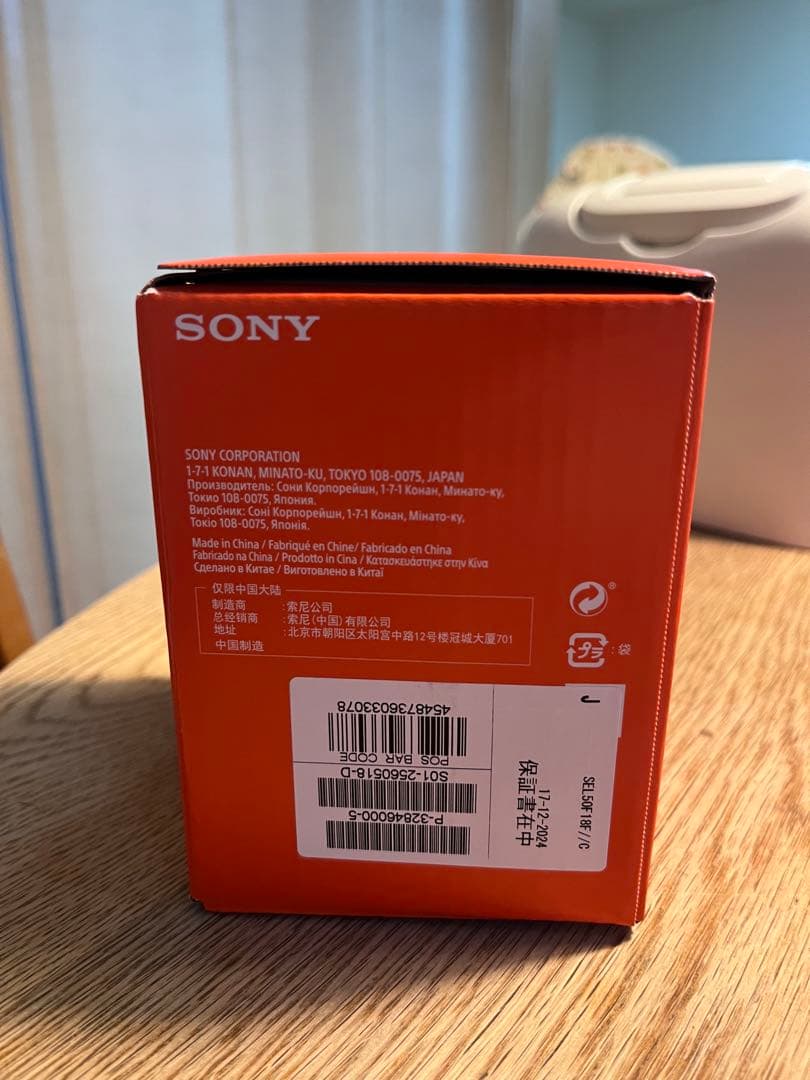 SONY
SONY CORPORATION
1-7-1 KONAN, MINATO-KU, TOKYO 108-0075, JAPAN
Производитель: Сони Корпорейшн, 1-7-1 Конан, Минато-ку,
Токио 108-0075, Япония.
Виробник: Соні Корпорейшн, 1-7-1 Конан, Мінато-ку,
Токіо 108-0075, Японія.
Made in China / Fabriqué en Chine/ Fabricado en China
Fabricado na China / Prodotto in Cina / Κατασκευάστηκε στην Κίνα
Сделано в Китае / Виготовлено в Китаї
仅限中国大陆
制造商 :索尼公司
总经销商 :索尼(中国)有限公司
地址 :北京市朝阳区太阳宫中路12号楼冠城大厦701
中国制造
®
プラ :袋
J
SEL50F18F//C
17-12-2024
保証書在中
P-32846000-5
S01-2560518-D
POS BAR CODE
4548736033078